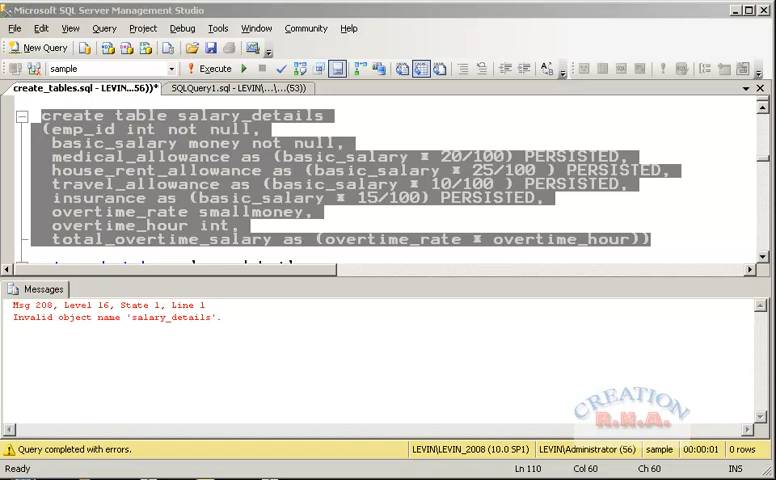 Microsoft SQL Server Management Studio
File Edit View Query Project Debug Tools Window Community Help
New Query
sample Execute
create_tables.sql - LEVIN...56))* SQLQuery1.sql - LEVIN\...\...(53))
create table salary_details
(emp_id int not null,
basic_salary money not null,
medical_allowance as (basic_salary * 20/100) PERSISTED,
house_rent_allowance as (basic_salary * 25/100 ) PERSISTED,
travel_allowance as (basic_salary * 10/100 ) PERSISTED,
insurance as (basic_salary * 15/100) PERSISTED,
overtime_rate smallmoney,
overtime_hour int,
total_overtime_salary as (overtime_rate * overtime_hour))
Messages
Msg 208, Level 16, State 1, Line 1
Invalid object name 'salary_details'.
CREATION
R.N.A.
Query completed with errors. LEVIN\LEVIN_2008 (10.0 SP1) LEVIN\Administrator (56) sample 00:00:01 0 rows
Ready Ln 110 Col 60 Ch 60 INS